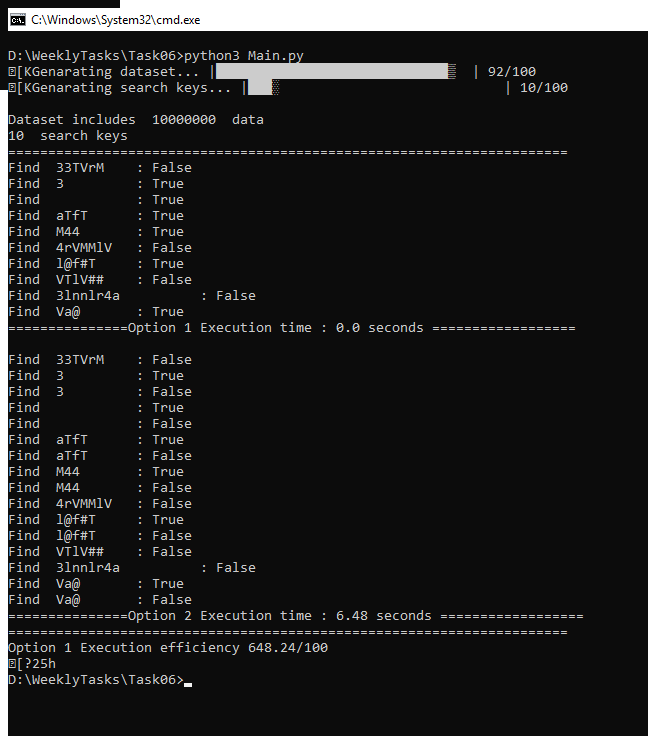 C:\Windows\System32\cmd.exe
D:\WeeklyTasks\Task06>python3 Main.py
[KGenarating dataset... | | 92/100
[KGenarating search keys... | | 10/100
Dataset includes  10000000  data
10  search keys
======================================================================
Find  33TVrM    : False
Find  3         : True
Find            : True
Find  aTfT      : True
Find  M44       : True
Find  4rVMMlV   : False
Find  l@f#T     : True
Find  VTlV##    : False
Find  3lnnlr4a          : False
Find  Va@       : True
===============Option 1 Execution time : 0.0 seconds ==================
Find  33TVrM    : False
Find  3         : True
Find  3         : False
Find            : True
Find            : False
Find  aTfT      : True
Find  aTfT      : False
Find  M44       : True
Find  M44       : False
Find  4rVMMlV   : False
Find  l@f#T     : True
Find  l@f#T     : False
Find  VTlV##    : False
Find  3lnnlr4a          : False
Find  Va@       : True
Find  Va@       : False
===============Option 2 Execution time : 6.48 seconds ==================
======================================================================
Option 1 Execution efficiency 648.24/100
[?25h
D:\WeeklyTasks\Task06>